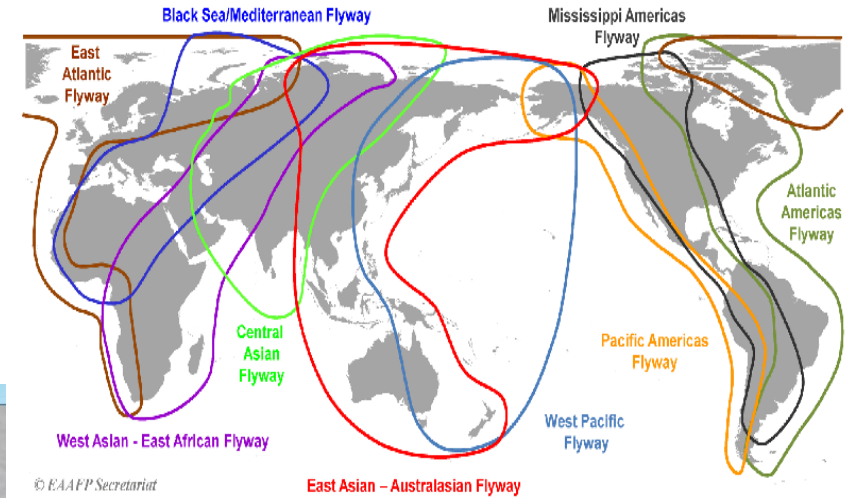 Black Sea/Mediterranean Flyway
Mississippi Americas
Flyway
East
Atlantic
Flyway
Atlantic
Americas
Flyway
Central
Asian
Flyway
Pacific Americas
Flyway
West Pacific
Flyway
West Asian - East African Flyway
© EAAFP Secretariat
East Asian – Australasian Flyway